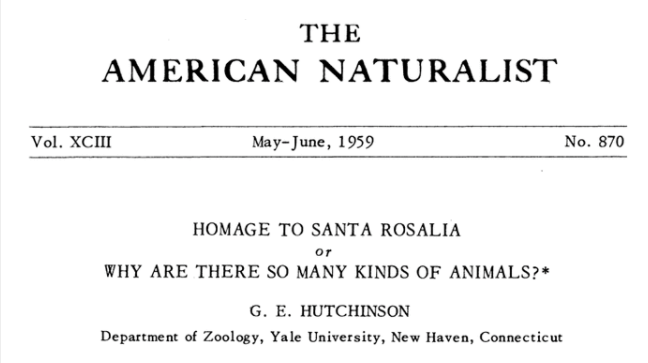 THE
AMERICAN NATURALIST
Vol. XCIII May-June, 1959 No. 870
HOMAGE TO SANTA ROSALIA
or
WHY ARE THERE SO MANY KINDS OF ANIMALS?*
G. E. HUTCHINSON
Department of Zoology, Yale University, New Haven, Connecticut